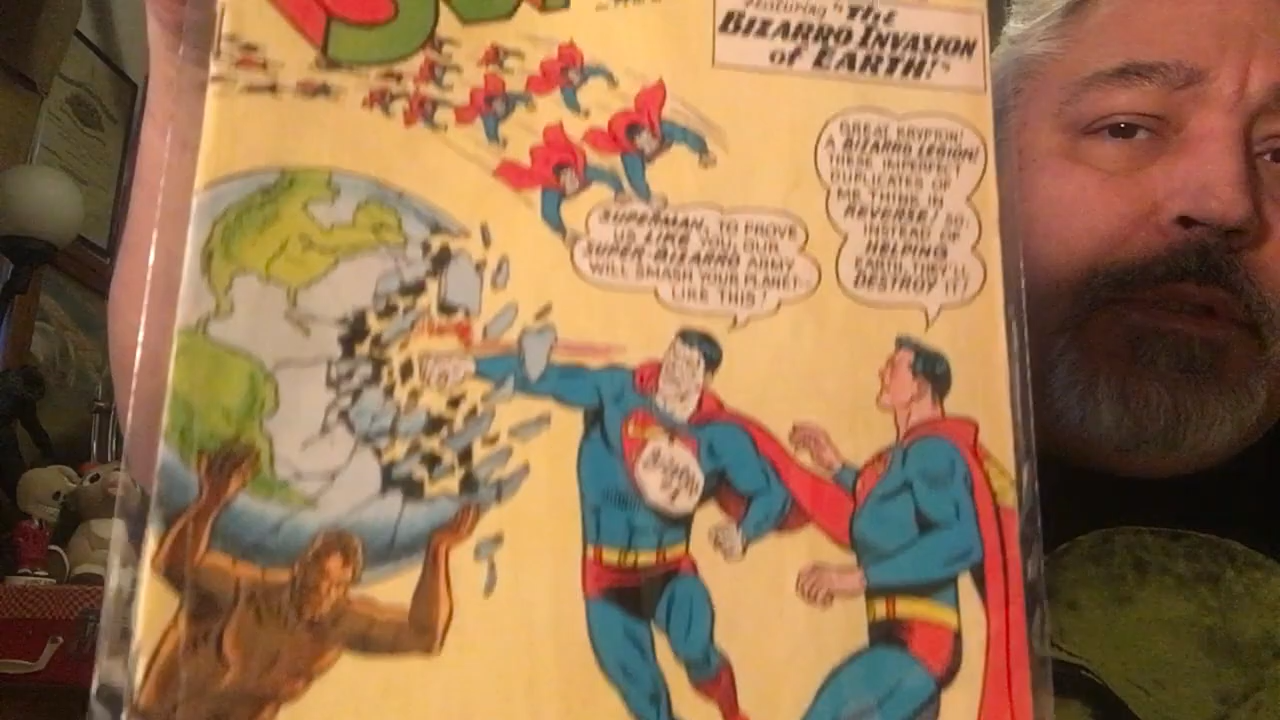 Featuring "The
BIZARRO INVASION
of EARTH!"
GREAT KRYPTON!
A BIZARRO LEGION!
THESE IMPERFECT
DUPLICATES OF
ME THINK IN
REVERSE! SO
INSTEAD OF
HELPING
EARTH, THEY'LL
DESTROY IT!
SUPERMAN, TO PROVE
US LIKE YOU, OUR
SUPER-BIZARRO ARMY
WILL SMASH YOUR PLANET
LIKE THIS!
BIZARRO